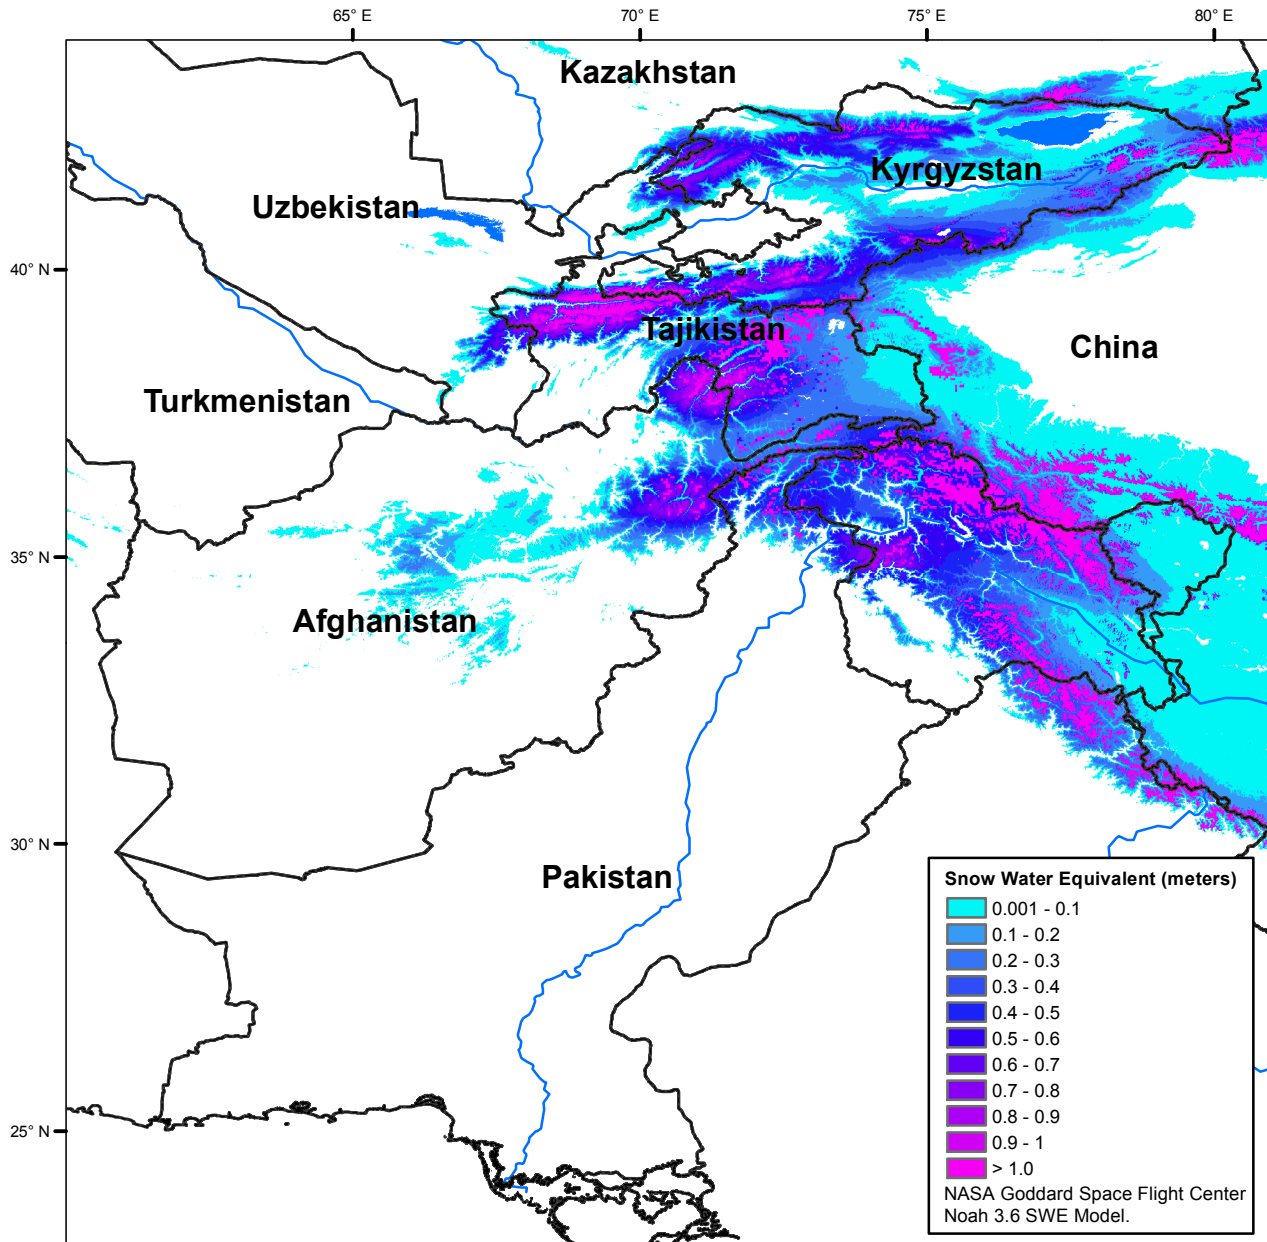 65° E
70° E
75° E
80° E
Kazakhstan
Kyrgyzstan
Uzbekistan
40° N
Tajikistan
China
Turkmenistan
35° N
Afghanistan
30° N
Pakistan
25° N
Snow Water Equivalent (meters)
0.001 - 0.1
0.1 - 0.2
0.2 - 0.3
0.3 - 0.4
0.4 - 0.5
0.5 - 0.6
0.6 - 0.7
0.7 - 0.8
0.8 - 0.9
0.9 - 1
> 1.0
NASA Goddard Space Flight Center
Noah 3.6 SWE Model.